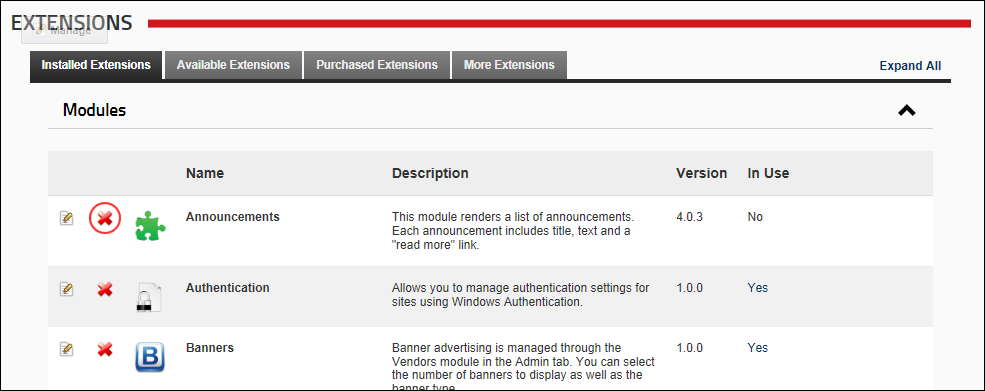 EXTENSIONS
Manage
Installed Extensions Available Extensions Purchased Extensions More Extensions Expand All
Modules
Name Description Version In Use
Announcements This module renders a list of announcements. 4.0.3 No
Each announcement includes title, text and a
"read more" link.
Authentication Allows you to manage authentication settings for 1.0.0 Yes
sites using Windows Authentication.
B Banners Banner advertising is managed through the 1.0.0 Yes
Vendors module in the Admin tab. You can select
the number of banners to display as well as the
banner type